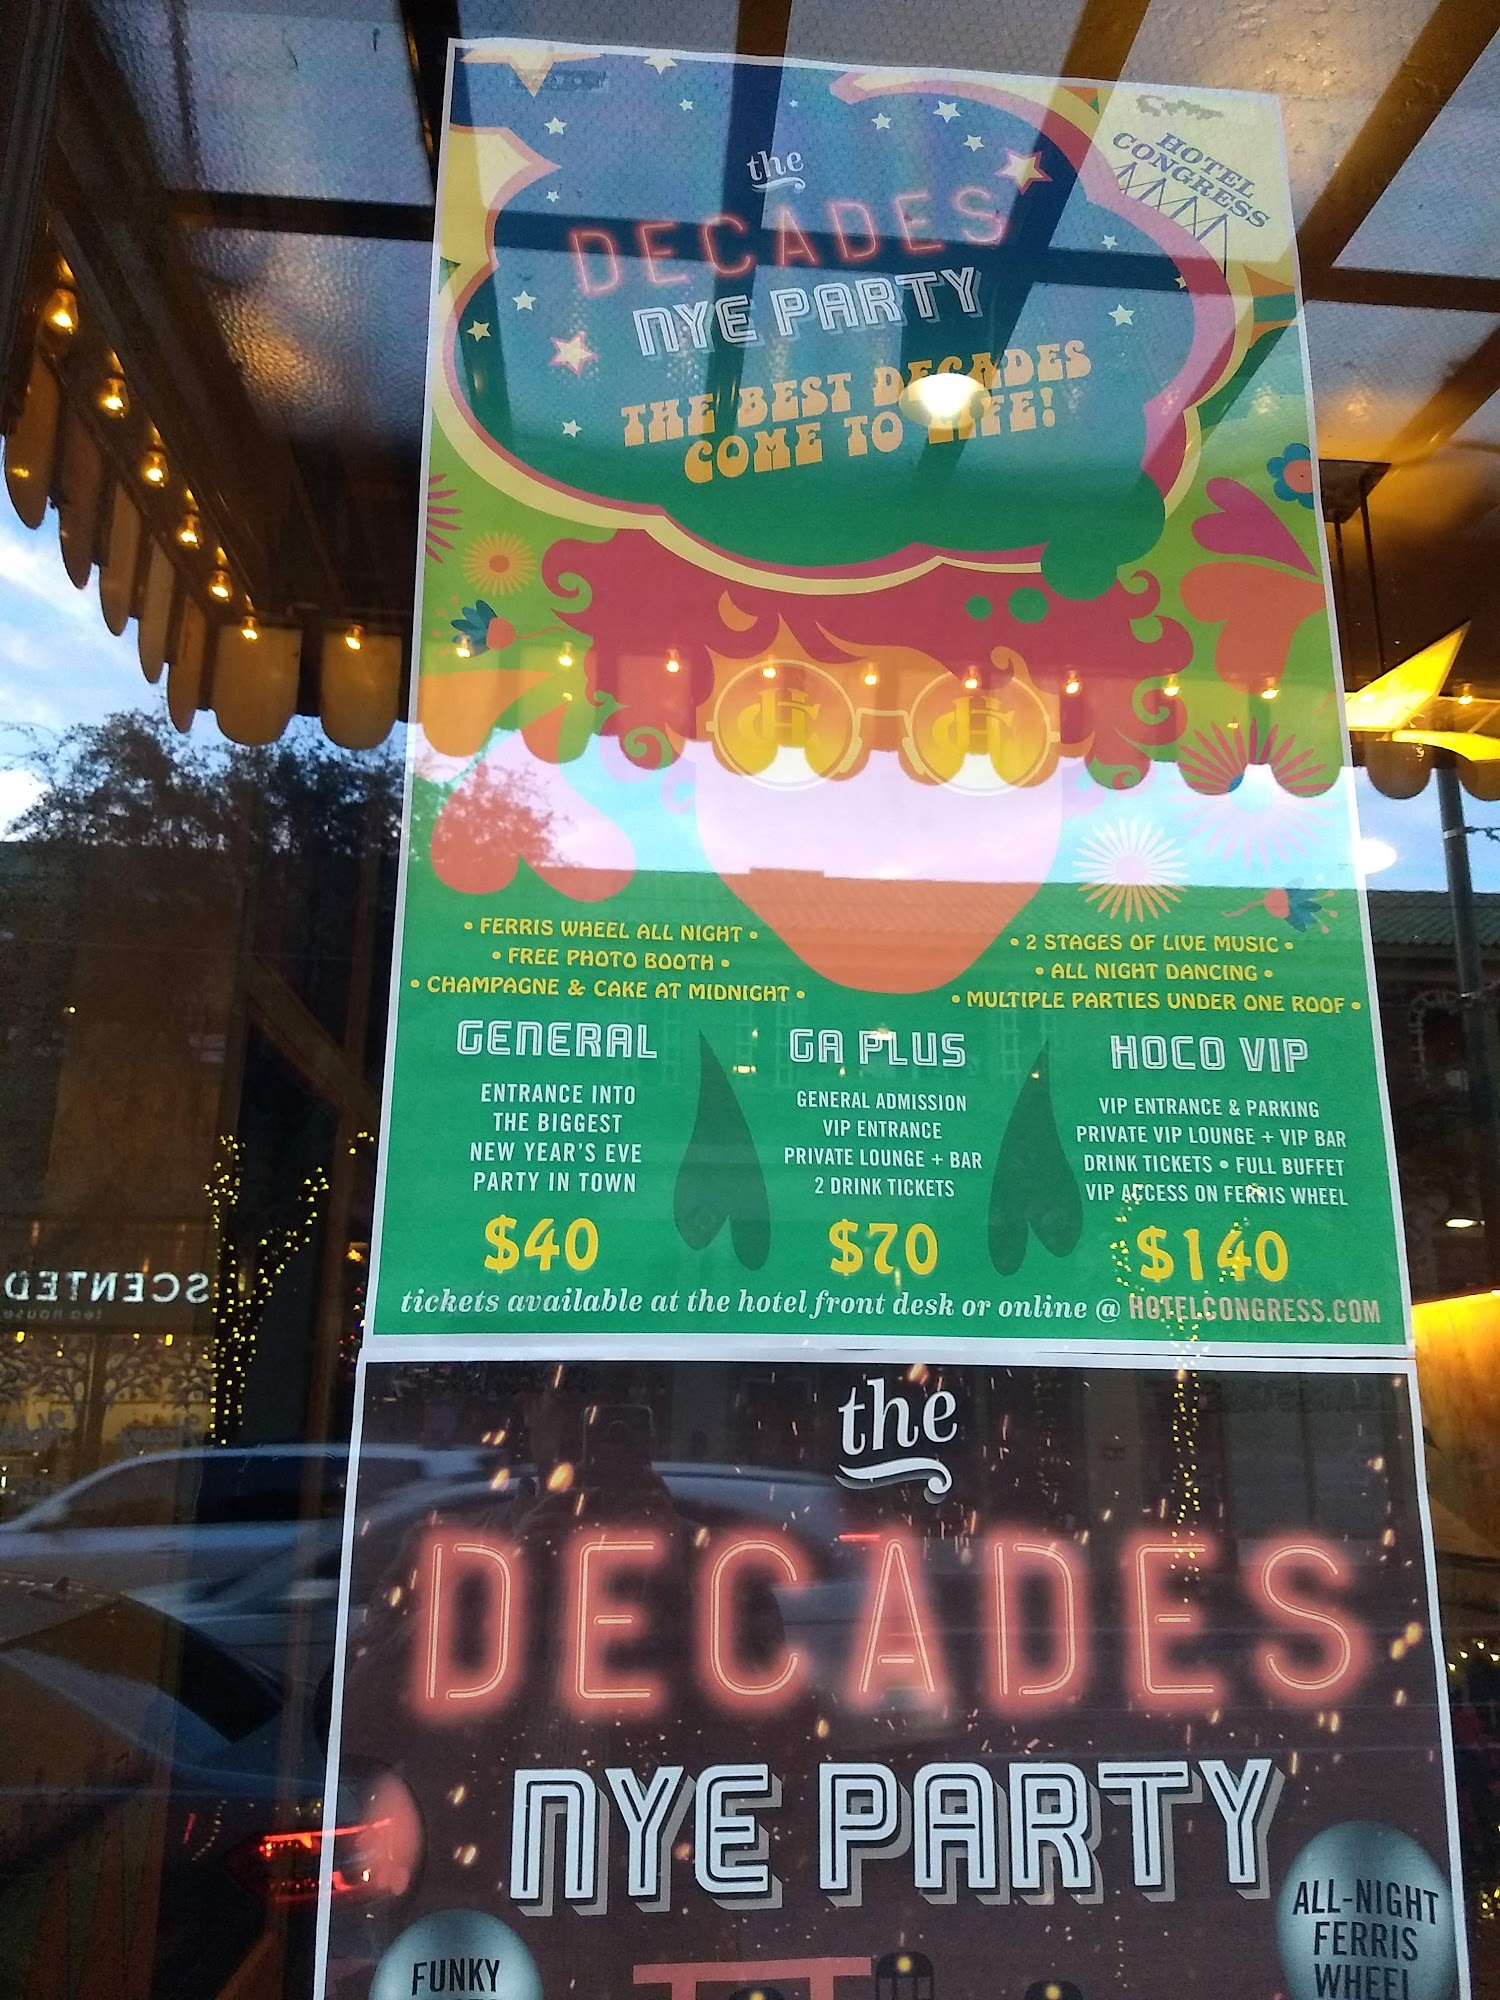 HOTEL
CONGRESS
the
DECADES
NYE PARTY
THE BEST DECADES
COME TO LIFE!
HC HC
• FERRIS WHEEL ALL NIGHT •
• FREE PHOTO BOOTH •
• CHAMPAGNE & CAKE AT MIDNIGHT •
• 2 STAGES OF LIVE MUSIC •
• ALL NIGHT DANCING •
• MULTIPLE PARTIES UNDER ONE ROOF •
GENERAL
ENTRANCE INTO
THE BIGGEST
NEW YEAR'S EVE
PARTY IN TOWN
$40
GA PLUS
GENERAL ADMISSION
VIP ENTRANCE
PRIVATE LOUNGE + BAR
2 DRINK TICKETS
$70
HOCO VIP
VIP ENTRANCE & PARKING
PRIVATE VIP LOUNGE + VIP BAR
DRINK TICKETS • FULL BUFFET
VIP ACCESS ON FERRIS WHEEL
$140
tickets available at the hotel front desk or online @ HOTELCONGRESS.COM
SCENTED
tea house
the
DECADES
NYE PARTY
FUNKY
ALL-NIGHT
FERRIS
WHEEL